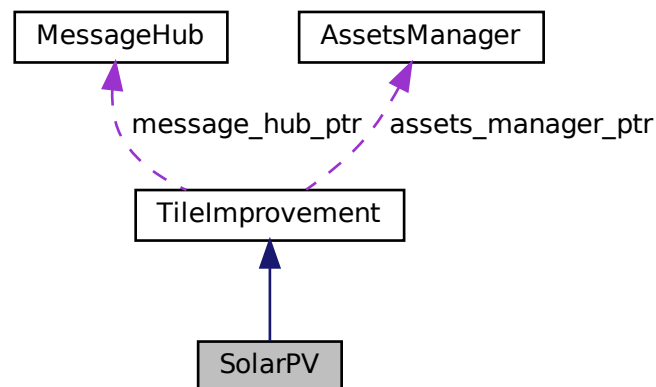 MessageHub
AssetsManager
message_hub_ptr
assets_manager_ptr
TileImprovement
SolarPV